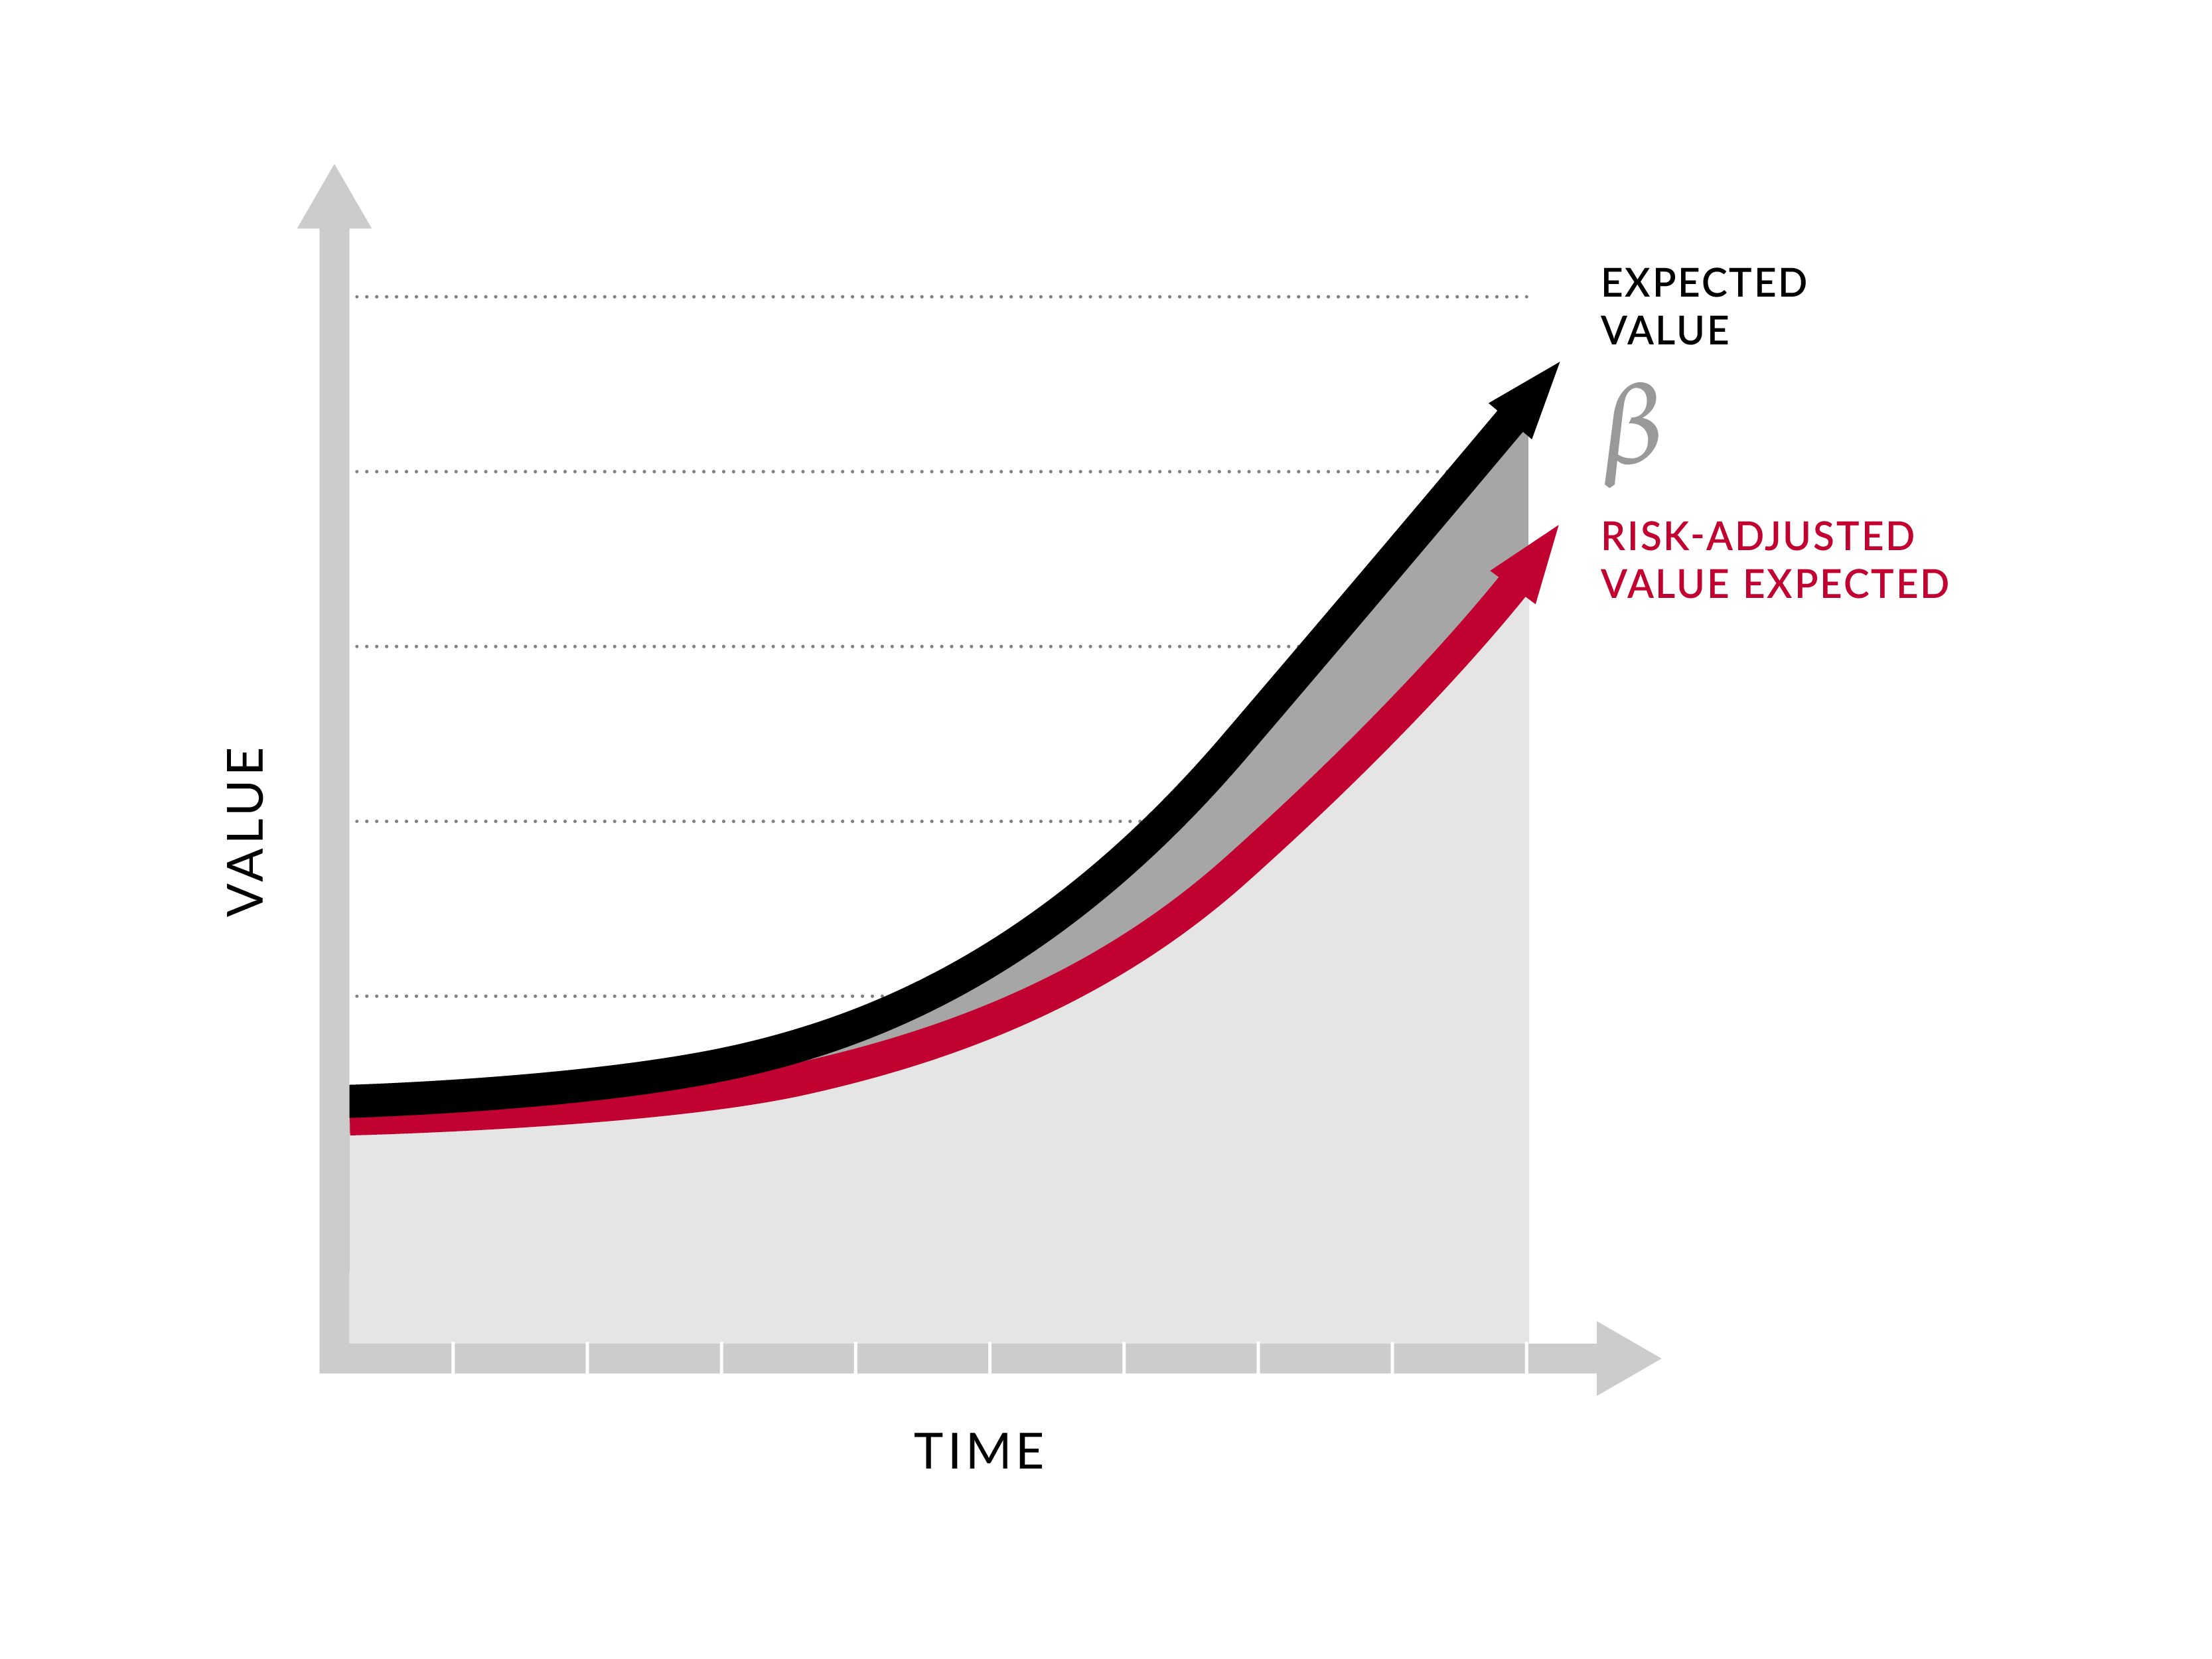 EXPECTED
VALUE
β
RISK-ADJUSTED
VALUE EXPECTED
VALUE
TIME